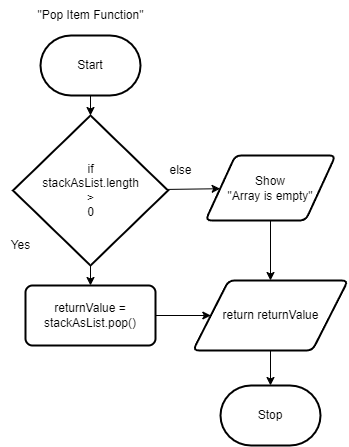 "Pop Item Function"
Start
if
stackAsList.length
>
0
else
Show
"Array is empty"
Yes
returnValue =
stackAsList.pop()
return returnValue
Stop